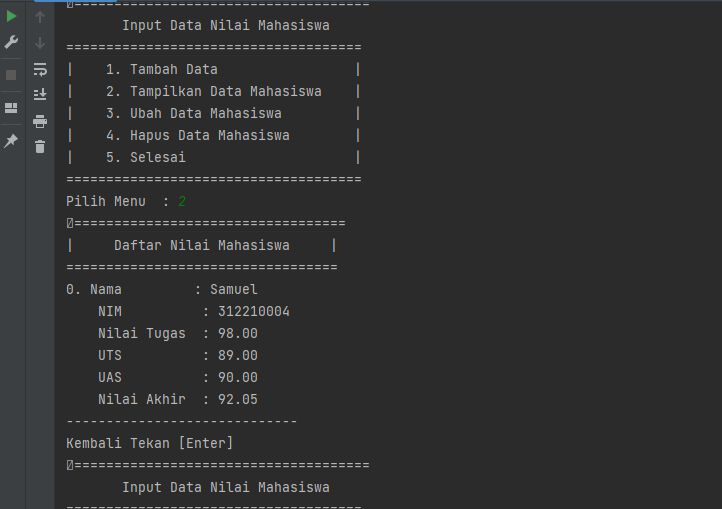 ▯=====================================
Input Data Nilai Mahasiswa
=====================================
|    1. Tambah Data                 |
|    2. Tampilkan Data Mahasiswa    |
|    3. Ubah Data Mahasiswa         |
|    4. Hapus Data Mahasiswa        |
|    5. Selesai                     |
=====================================
Pilih Menu  : 2
▯==================================
|     Daftar Nilai Mahasiswa     |
==================================
0. Nama         : Samuel
    NIM          : 312210004
    Nilai Tugas  : 98.00
    UTS          : 89.00
    UAS          : 90.00
    Nilai Akhir  : 92.05
-----------------------------
Kembali Tekan [Enter]
▯=====================================
Input Data Nilai Mahasiswa
=====================================